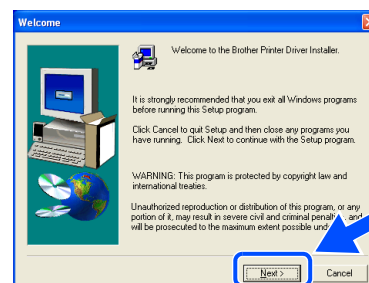 Welcome
Welcome to the Brother Printer Driver Installer.
It is strongly recommended that you exit all Windows programs
before running this Setup program.
Click Cancel to quit Setup and then close any programs you
have running. Click Next to continue with the Setup program.
WARNING: This program is protected by copyright law and
international treaties.
Unauthorized reproduction or distribution of this program, or any
portion of it, may result in severe civil and criminal and
will be prosecuted to the maximum extent possible
Next >
Cancel